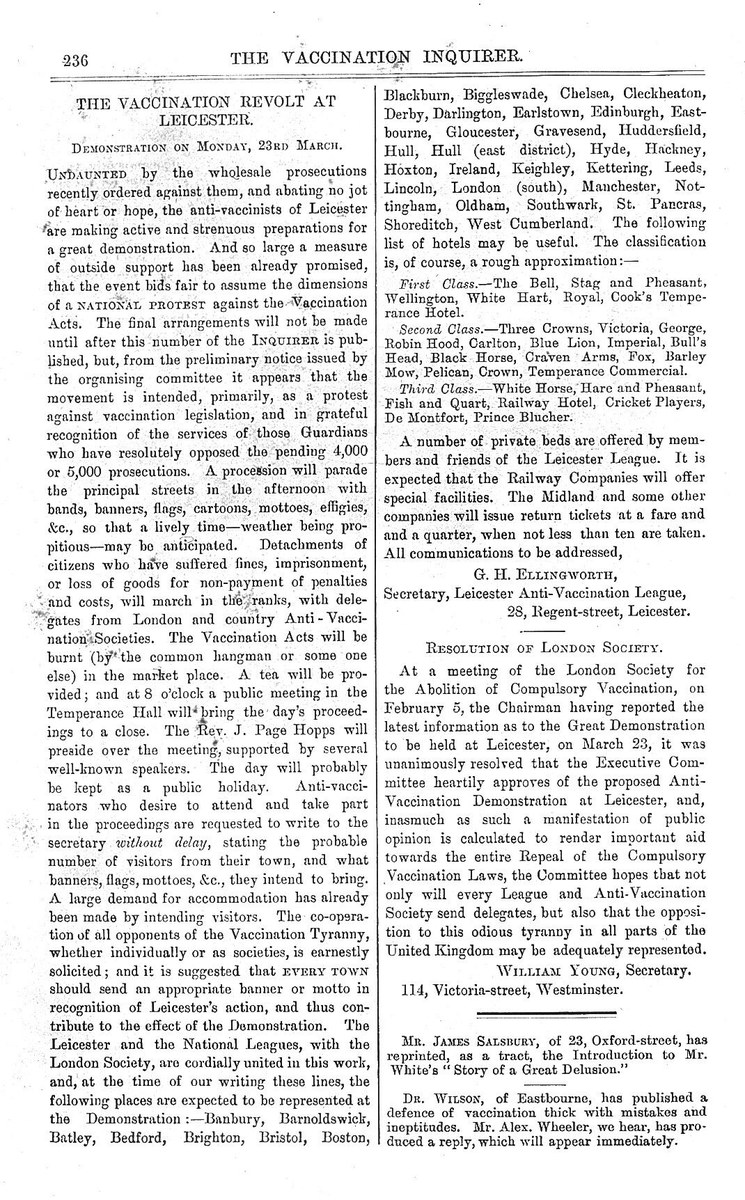 236
THE VACCINATION INQUIRER.
THE VACCINATION REVOLT AT
LEICESTER.
DEMONSTRATION ON MONDAY, 23RD MARCH.
UNDAUNTED by the wholesale prosecutions
recently ordered against them, and abating no jot
of heart or hope, the anti-vaccinists of Leicester
are making active and strenuous preparations for
a great demonstration. And so large a measure
of outside support has been already promised,
that the event bids fair to assume the dimensions
of a NATIONAL PROTEST against the Vaccination
Acts. The final arrangements will not be made
until after this number of the INQUIRER is pub-
lished, but, from the preliminary notice issued by
the organising committee it appears that the
movement is intended, primarily, as a protest
against vaccination legislation, and in grateful
recognition of the services of those Guardians
who have resolutely opposed the pending 4,000
or 5,000 prosecutions. A procession will parade
the principal streets in the afternoon with
bands, banners, flags, cartoons, mottoes, effigies,
&c., so that a lively time—weather being pro-
pitious—may be anticipated. Detachments of
citizens who have suffered fines, imprisonment,
or loss of goods for non-payment of penalties
and costs, will march in the ranks, with dele-
gates from London and country Anti-Vacci-
nation Societies. The Vaccination Acts will be
burnt (by the common hangman or some one
else) in the market place. A tea will be pro-
vided; and at 8 o'clock a public meeting in the
Temperance Hall will bring the day's proceed-
ings to a close. The Rev. J. Page Hopps will
preside over the meeting, supported by several
well-known speakers. The day will probably
be kept as a public holiday. Anti-vacci-
nators who desire to attend and take part
in the proceedings are requested to write to the
secretary without delay, stating the probable
number of visitors from their town, and what
banners, flags, mottoes, &c., they intend to bring.
A large demand for accommodation has already
been made by intending visitors. The co-opera-
tion of all opponents of the Vaccination Tyranny,
whether individually or as societies, is earnestly
solicited; and it is suggested that EVERY TOWN
should send an appropriate banner or motto in
recognition of Leicester's action, and thus con-
tribute to the effect of the Demonstration. The
Leicester and the National Leagues, with the
London Society, are cordially united in this work,
and, at the time of our writing these lines, the
following places are expected to be represented at
the Demonstration:—Banbury, Barnoldswick,
Batley, Bedford, Brighton, Bristol, Boston,
Blackburn, Biggleswade, Chelsea, Cleckheaton,
Derby, Darlington, Earlstown, Edinburgh, East-
bourne, Gloucester, Gravesend, Huddersfield,
Hull, Hull (east district), Hyde, Hackney,
Hoxton, Ireland, Keighley, Kettering, Leeds,
Lincoln, London (south), Manchester, Not-
tingham, Oldham, Southwark, St. Pancras,
Shoreditch, West Cumberland. The following
list of hotels may be useful. The classification
is, of course, a rough approximation:—
First Class.—The Bell, Stag and Pheasant,
Wellington, White Hart, Royal, Cook's Tempe-
rance Hotel.
Second Class.—Three Crowns, Victoria, George,
Robin Hood, Carlton, Blue Lion, Imperial, Bull's
Head, Black Horse, Craven Arms, Fox, Barley
Mow, Pelican, Crown, Temperance Commercial.
Third Class.—White Horse, Hare and Pheasant,
Fish and Quart, Railway Hotel, Cricket Players,
De Montfort, Prince Blucher.
A number of private beds are offered by mem-
bers and friends of the Leicester League. It is
expected that the Railway Companies will offer
special facilities. The Midland and some other
companies will issue return tickets at a fare and
and a quarter, when not less than ten are taken.
All communications to be addressed,
G. H. ELLINGWORTH,
Secretary, Leicester Anti-Vaccination League,
28, Regent-street, Leicester.
RESOLUTION OF LONDON SOCIETY.
At a meeting of the London Society for
the Abolition of Compulsory Vaccination, on
February 5, the Chairman having reported the
latest information as to the Great Demonstration
to be held at Leicester, on March 23, it was
unanimously resolved that the Executive Com-
mittee heartily approves of the proposed Anti-
Vaccination Demonstration at Leicester, and,
inasmuch as such a manifestation of public
opinion is calculated to render important aid
towards the entire Repeal of the Compulsory
Vaccination Laws, the Committee hopes that not
only will every League and Anti-Vaccination
Society send delegates, but also that the opposi-
tion to this odious tyranny in all parts of the
United Kingdom may be adequately represented.
WILLIAM YOUNG, Secretary.
114, Victoria-street, Westminster.
MR. JAMES SALSBURY, of 23, Oxford-street, has
reprinted, as a tract, the Introduction to Mr.
White's "Story of a Great Delusion."
DR. WILSON, of Eastbourne, has published a
defence of vaccination thick with mistakes and
ineptitudes. Mr. Alex. Wheeler, we hear, has pro-
duced a reply, which will appear immediately.